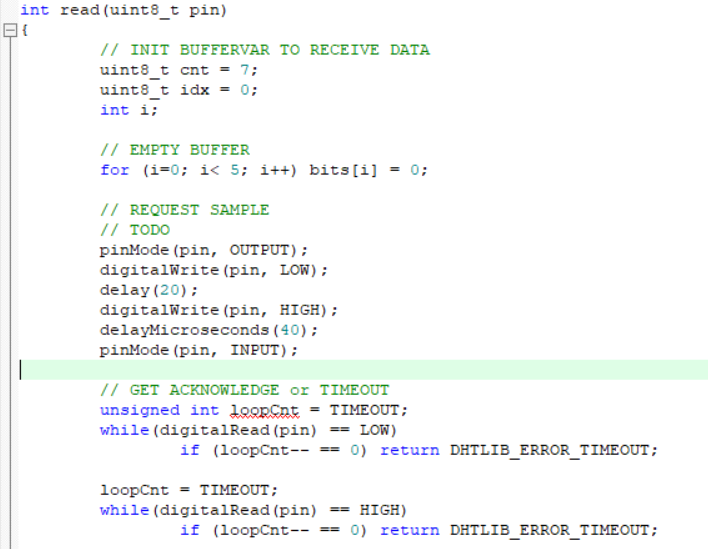 int read(uint8_t pin)
{
// INIT BUFFERVAR TO RECEIVE DATA
uint8_t cnt = 7;
uint8_t idx = 0;
int i;
// EMPTY BUFFER
for (i=0; i< 5; i++) bits[i] = 0;
// REQUEST SAMPLE
// TODO
pinMode(pin, OUTPUT);
digitalWrite(pin, LOW);
delay(20);
digitalWrite(pin, HIGH);
delayMicroseconds(40);
pinMode(pin, INPUT);
// GET ACKNOWLEDGE or TIMEOUT
unsigned int loopCnt = TIMEOUT;
while(digitalRead(pin) == LOW)
if (loopCnt-- == 0) return DHTLIB_ERROR_TIMEOUT;
loopCnt = TIMEOUT;
while(digitalRead(pin) == HIGH)
if (loopCnt-- == 0) return DHTLIB_ERROR_TIMEOUT;